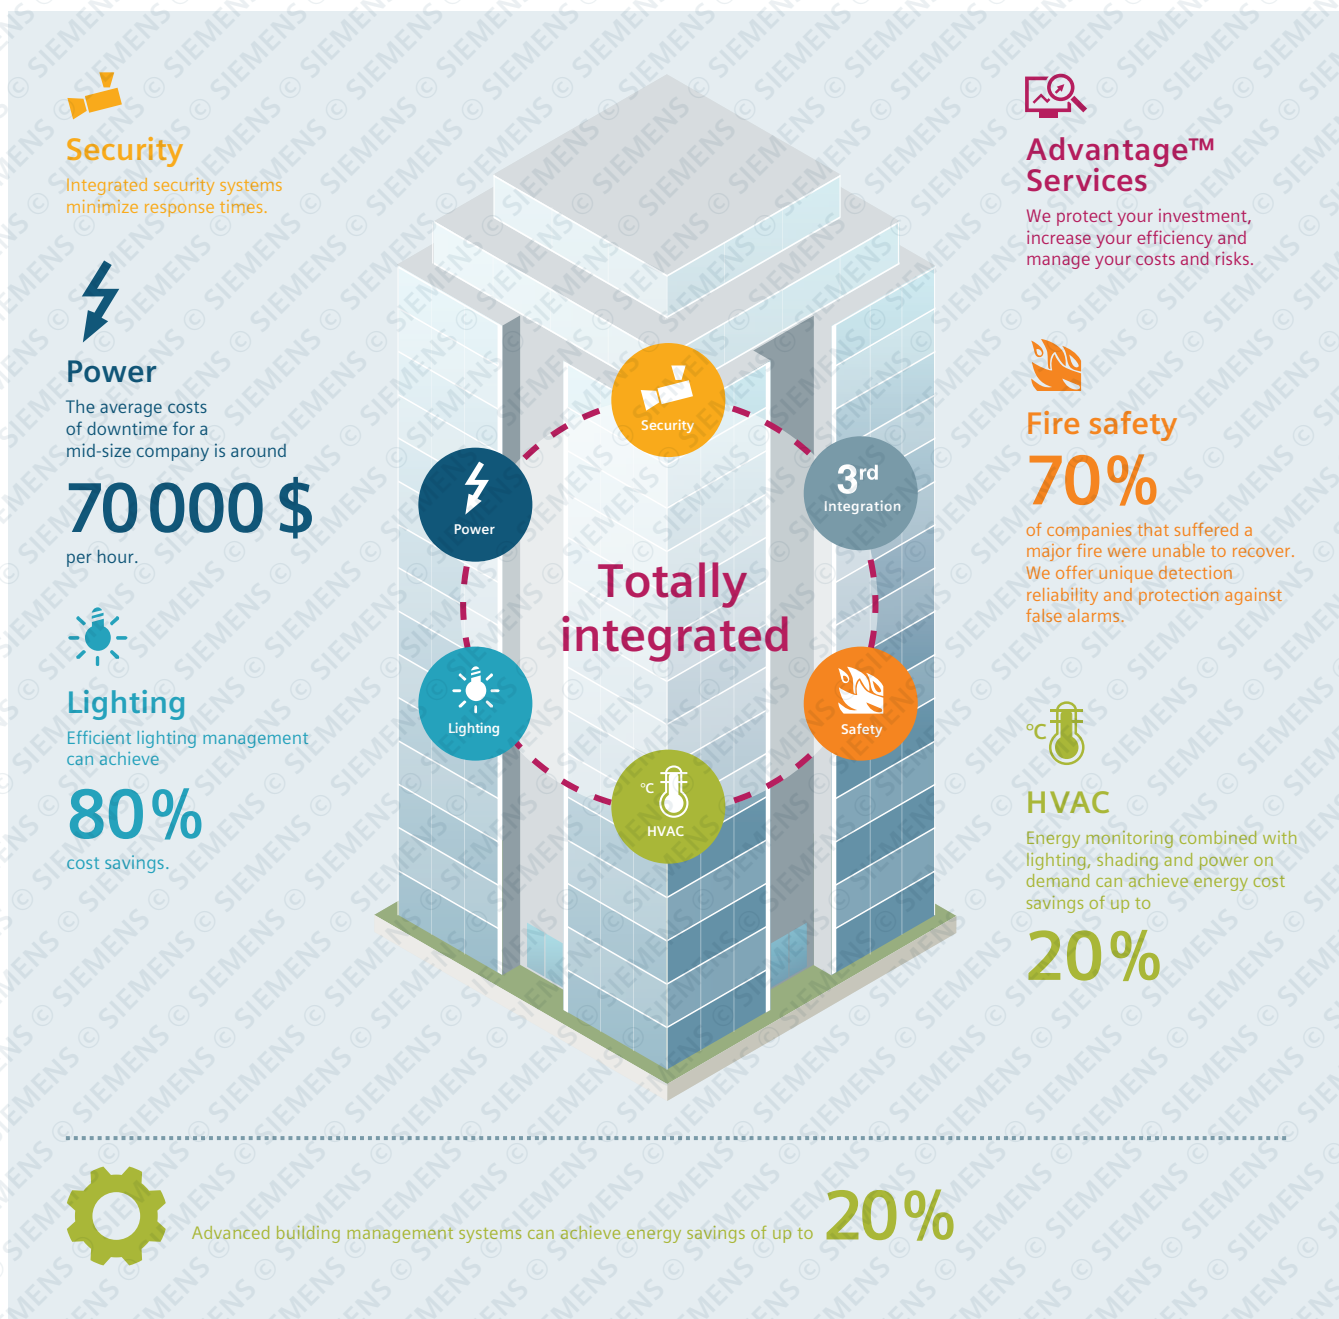 Security
Integrated security systems
minimize response times.
Power
The average costs
of downtime for a
mid-size company is around
70 000 $
per hour.
Lighting
Efficient lighting management
can achieve
80 %
cost savings.
Security
Power
3rd
Integration
Totally
integrated
Lighting
Safety
°C
HVAC
Advantage™
Services
We protect your investment,
increase your efficiency and
manage your costs and risks.
Fire safety
70 %
of companies that suffered a
major fire were unable to recover.
We offer unique detection
reliability and protection against
false alarms.
°C
HVAC
Energy monitoring combined with
lighting, shading and power on
demand can achieve energy cost
savings of up to
20 %
Advanced building management systems can achieve energy savings of up to 20 %
© SIEMENS